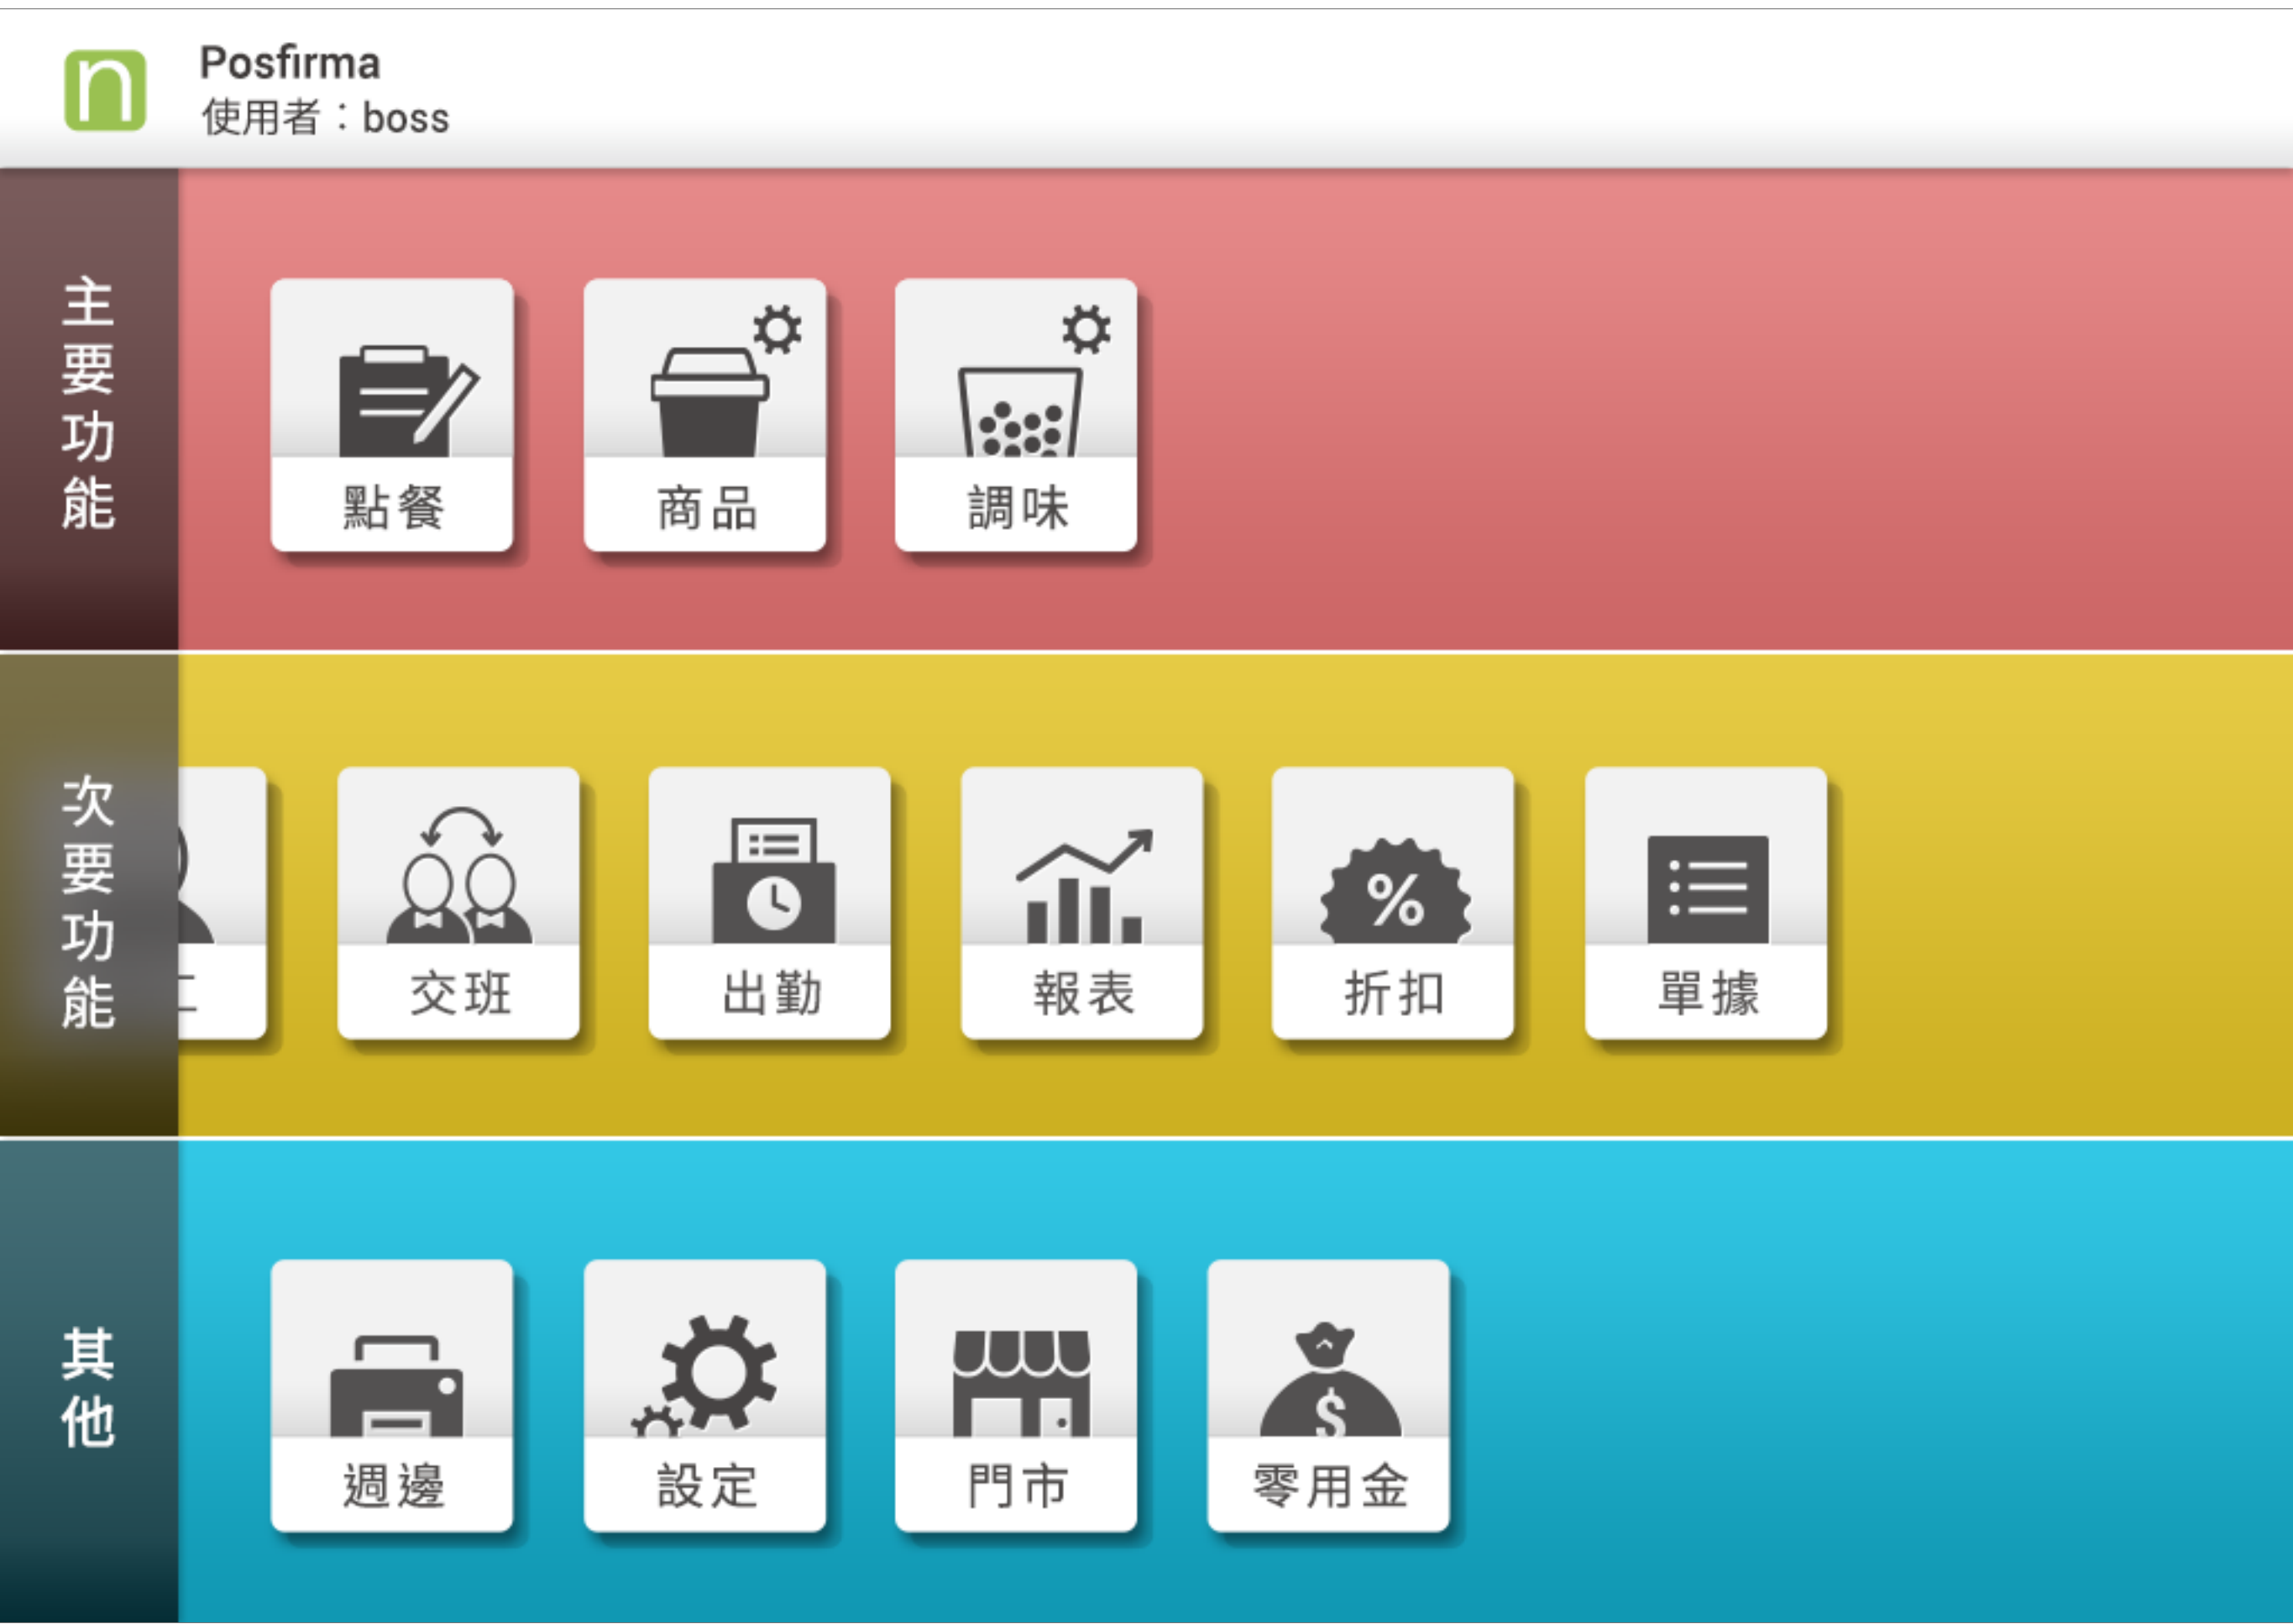 n
Posfirma
使用者：boss
主要功能
點餐
商品
調味
次要功能
交班
出勤
報表
%
折扣
單據
其他
週邊
設定
門市
$
零用金